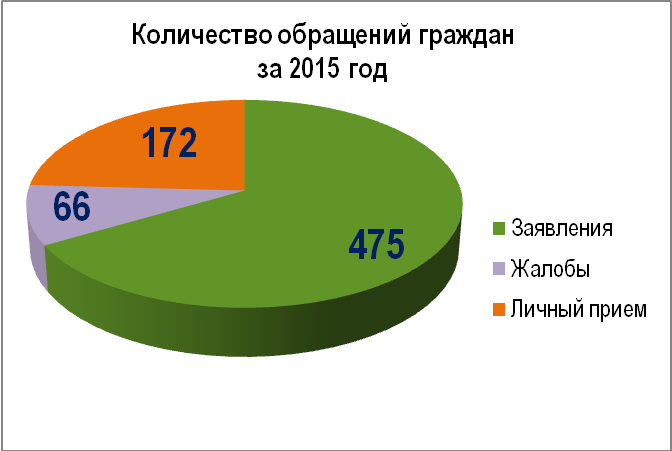 Количество обращений граждан
за 2015 год
172
66
475
Заявления
Жалобы
Личный прием